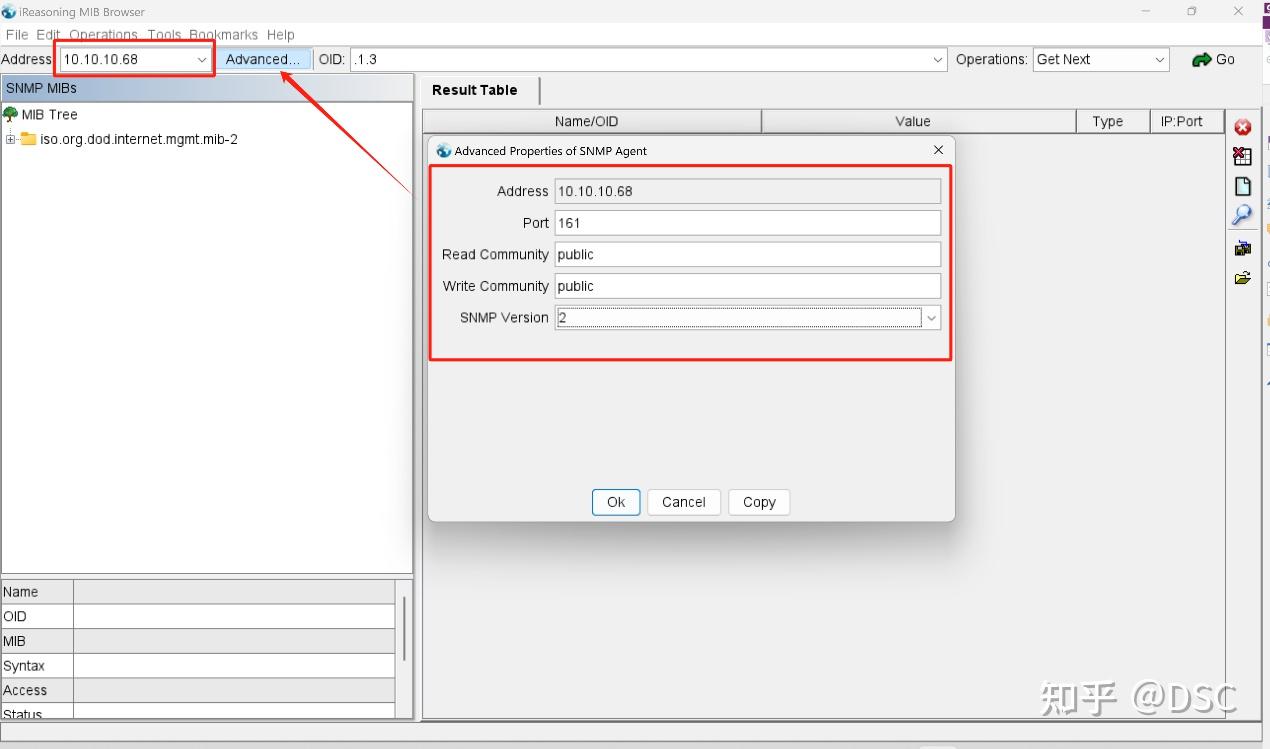 iReasoning MIB Browser
File Edit Operations Tools Bookmarks Help
Address: 10.10.10.68 Advanced... OID: .1.3 Operations: Get Next Go
SNMP MIBs
MIB Tree
iso.org.dod.internet.mgmt.mib-2
Result Table
Name/OID Value Type IP:Port
Advanced Properties of SNMP Agent
Address 10.10.10.68
Port 161
Read Community public
Write Community public
SNMP Version 2
Ok Cancel Copy
Name
OID
MIB
Syntax
Access
Status
知乎 @DSC